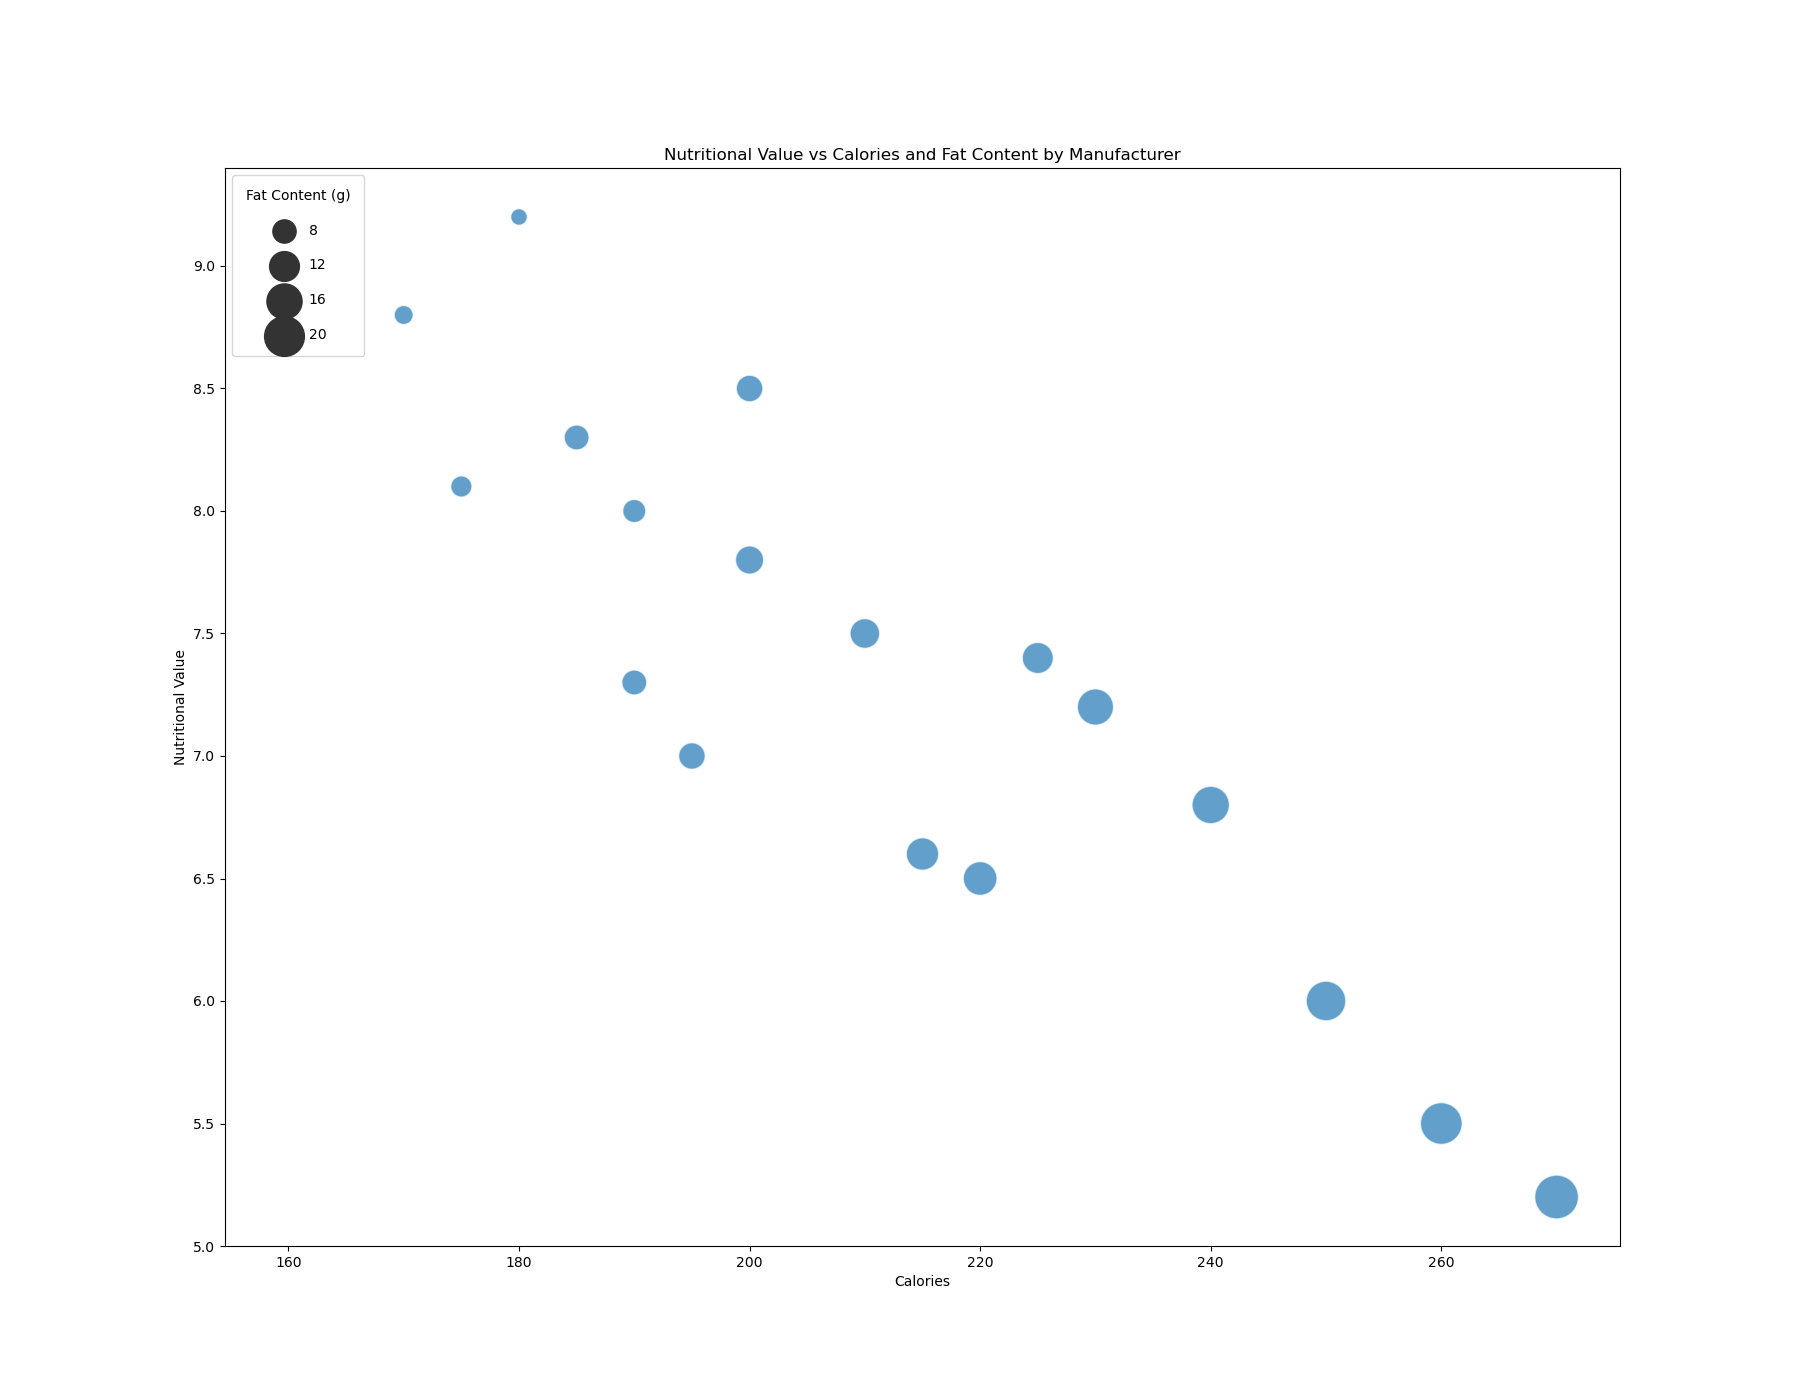 Nutritional Value vs Calories and Fat Content by Manufacturer
Fat Content (g)
8
12
16
20
9.0
8.5
8.0
7.5
7.0
6.5
6.0
5.5
5.0
Nutritional Value
160 180 200 220 240 260
Calories